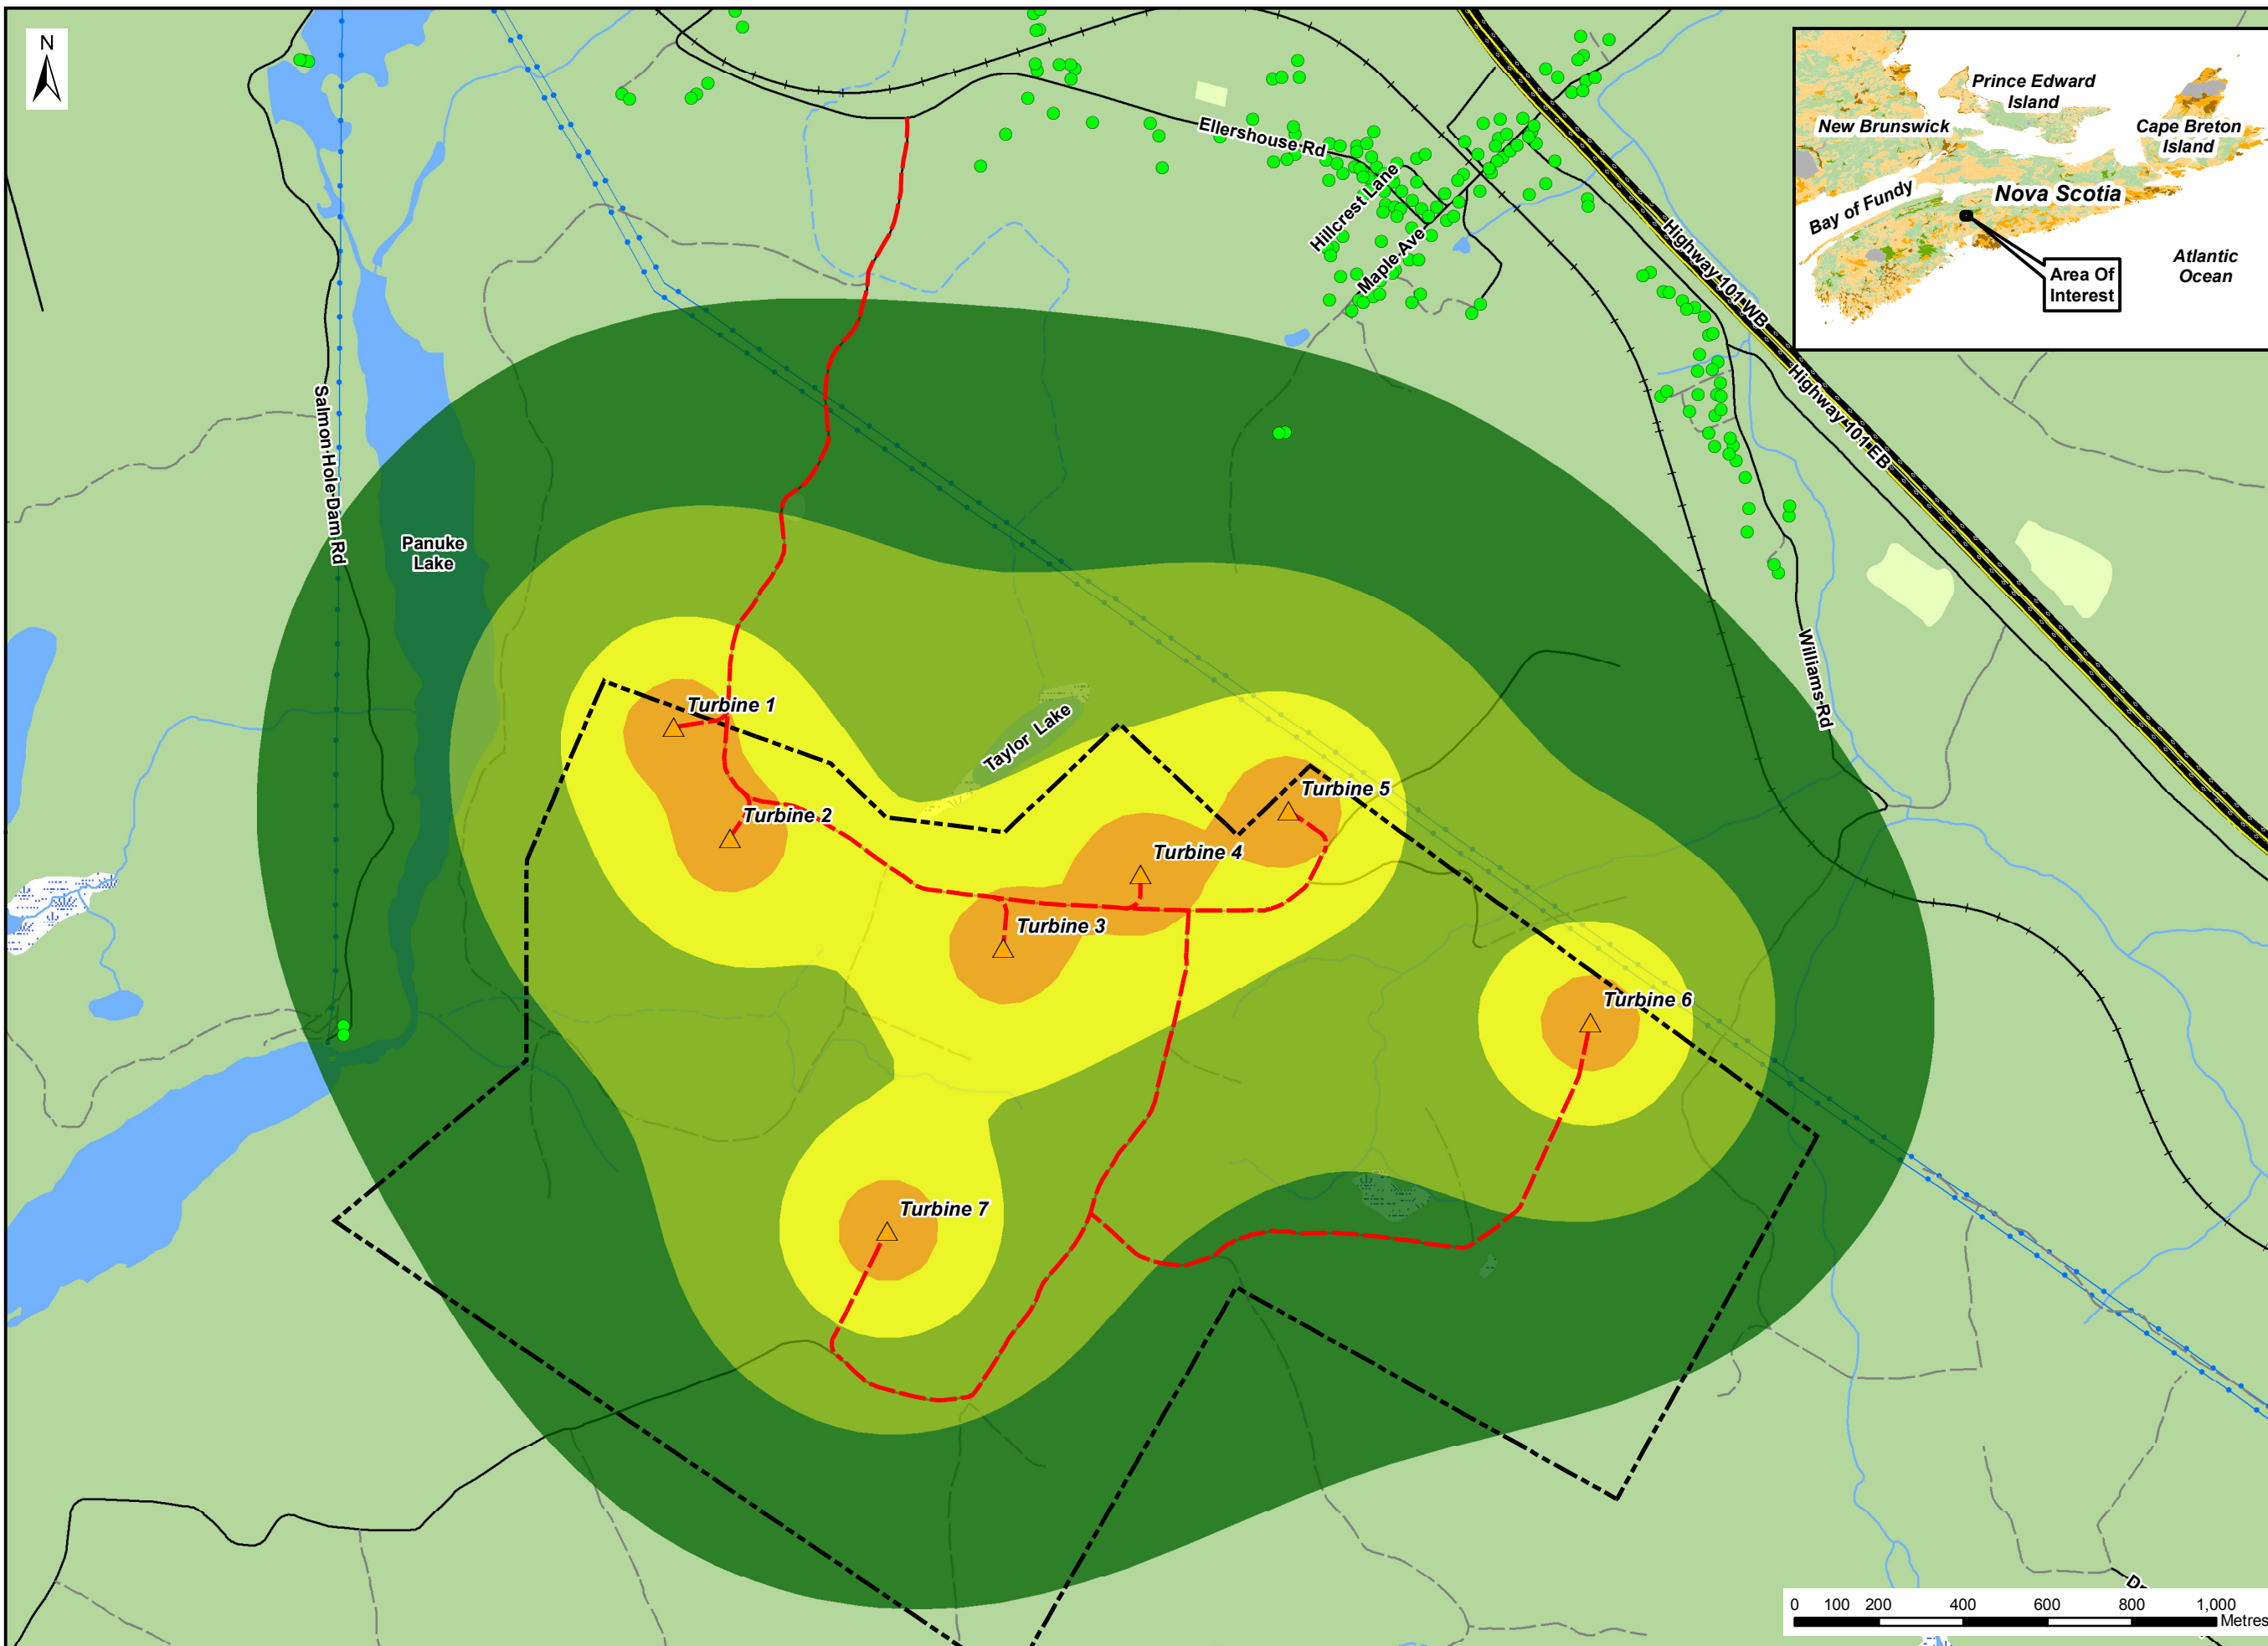 N
Prince Edward
Island
New Brunswick
Cape Breton
Island
Nova Scotia
Bay of Fundy
Atlantic
Ocean
Area Of
Interest
Ellershouse Rd
Hillcrest Lane
Maple Ave
Highway 101 WB
Highway 101 EB
Salmon Hole Dam Rd
Panuke
Lake
Williams Rd
Taylor Lake
Turbine 1
Turbine 2
Turbine 5
Turbine 4
Turbine 3
Turbine 6
Turbine 7
0 100 200 400 600 800 1,000
Metres